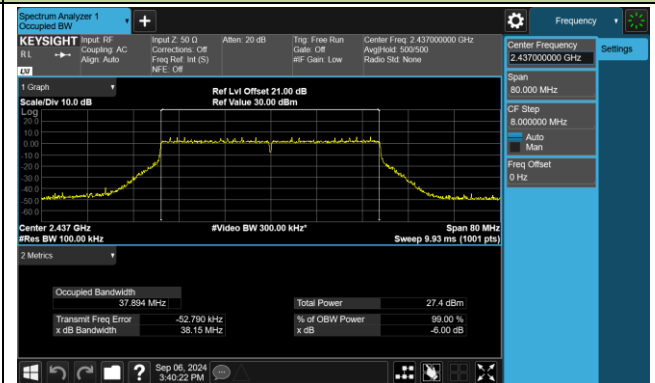 Spectrum Analyzer 1
Occupied BW
Frequency
KEYSIGHT
R L
LXI
Input: RF
Coupling: AC
Align: Auto
Input Z: 50 Ω
Corrections: Off
Freq Ref: Int (S)
NFE: Off
Atten: 20 dB
Trig: Free Run
Gate: Off
#IF Gain: Low
Center Freq: 2.437000000 GHz
Avg|Hold: 500/500
Radio Std: None
Center Frequency
2.437000000 GHz
Settings
Span
80.000 MHz
CF Step
8.000000 MHz
Auto
Man
Freq Offset
0 Hz
1 Graph
Scale/Div 10.0 dB
Ref Lvl Offset 21.00 dB
Ref Value 30.00 dBm
Log
20.0
10.0
0.00
-10.0
-20.0
-30.0
-40.0
-50.0
-60.0
Center 2.437 GHz
#Res BW 100.00 kHz
#Video BW 300.00 kHz*
Span 80 MHz
Sweep 9.93 ms (1001 pts)
2 Metrics
Occupied Bandwidth
37.894 MHz
Total Power 27.4 dBm
Transmit Freq Error -52.790 kHz
% of OBW Power 99.00 %
x dB Bandwidth 38.15 MHz
x dB -6.00 dB
Sep 06, 2024
3:40:22 PM